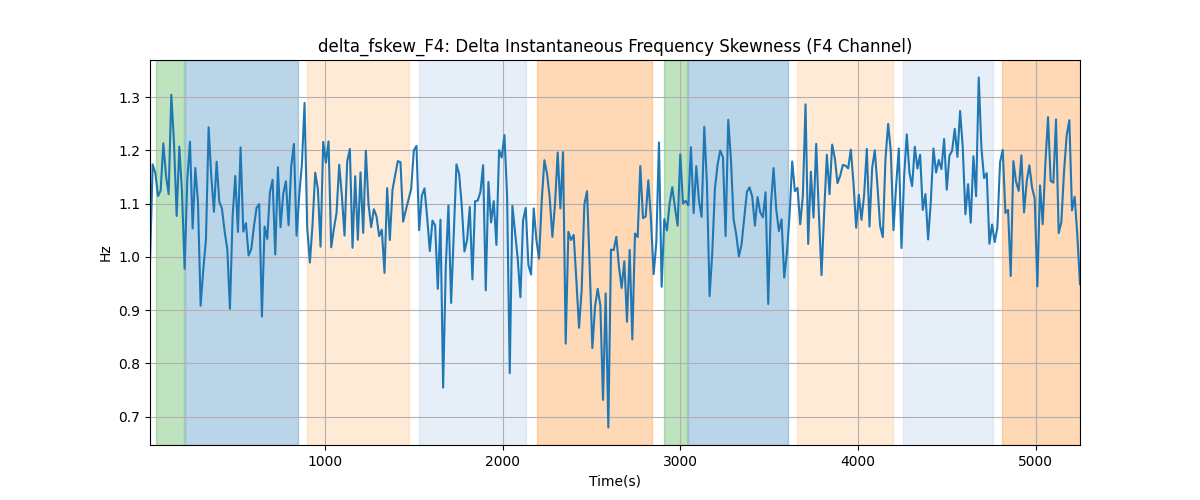 delta_fskew_F4: Delta Instantaneous Frequency Skewness (F4 Channel)
Hz
1.3
1.2
1.1
1.0
0.9
0.8
0.7
1000 2000 3000 4000 5000
Time(s)